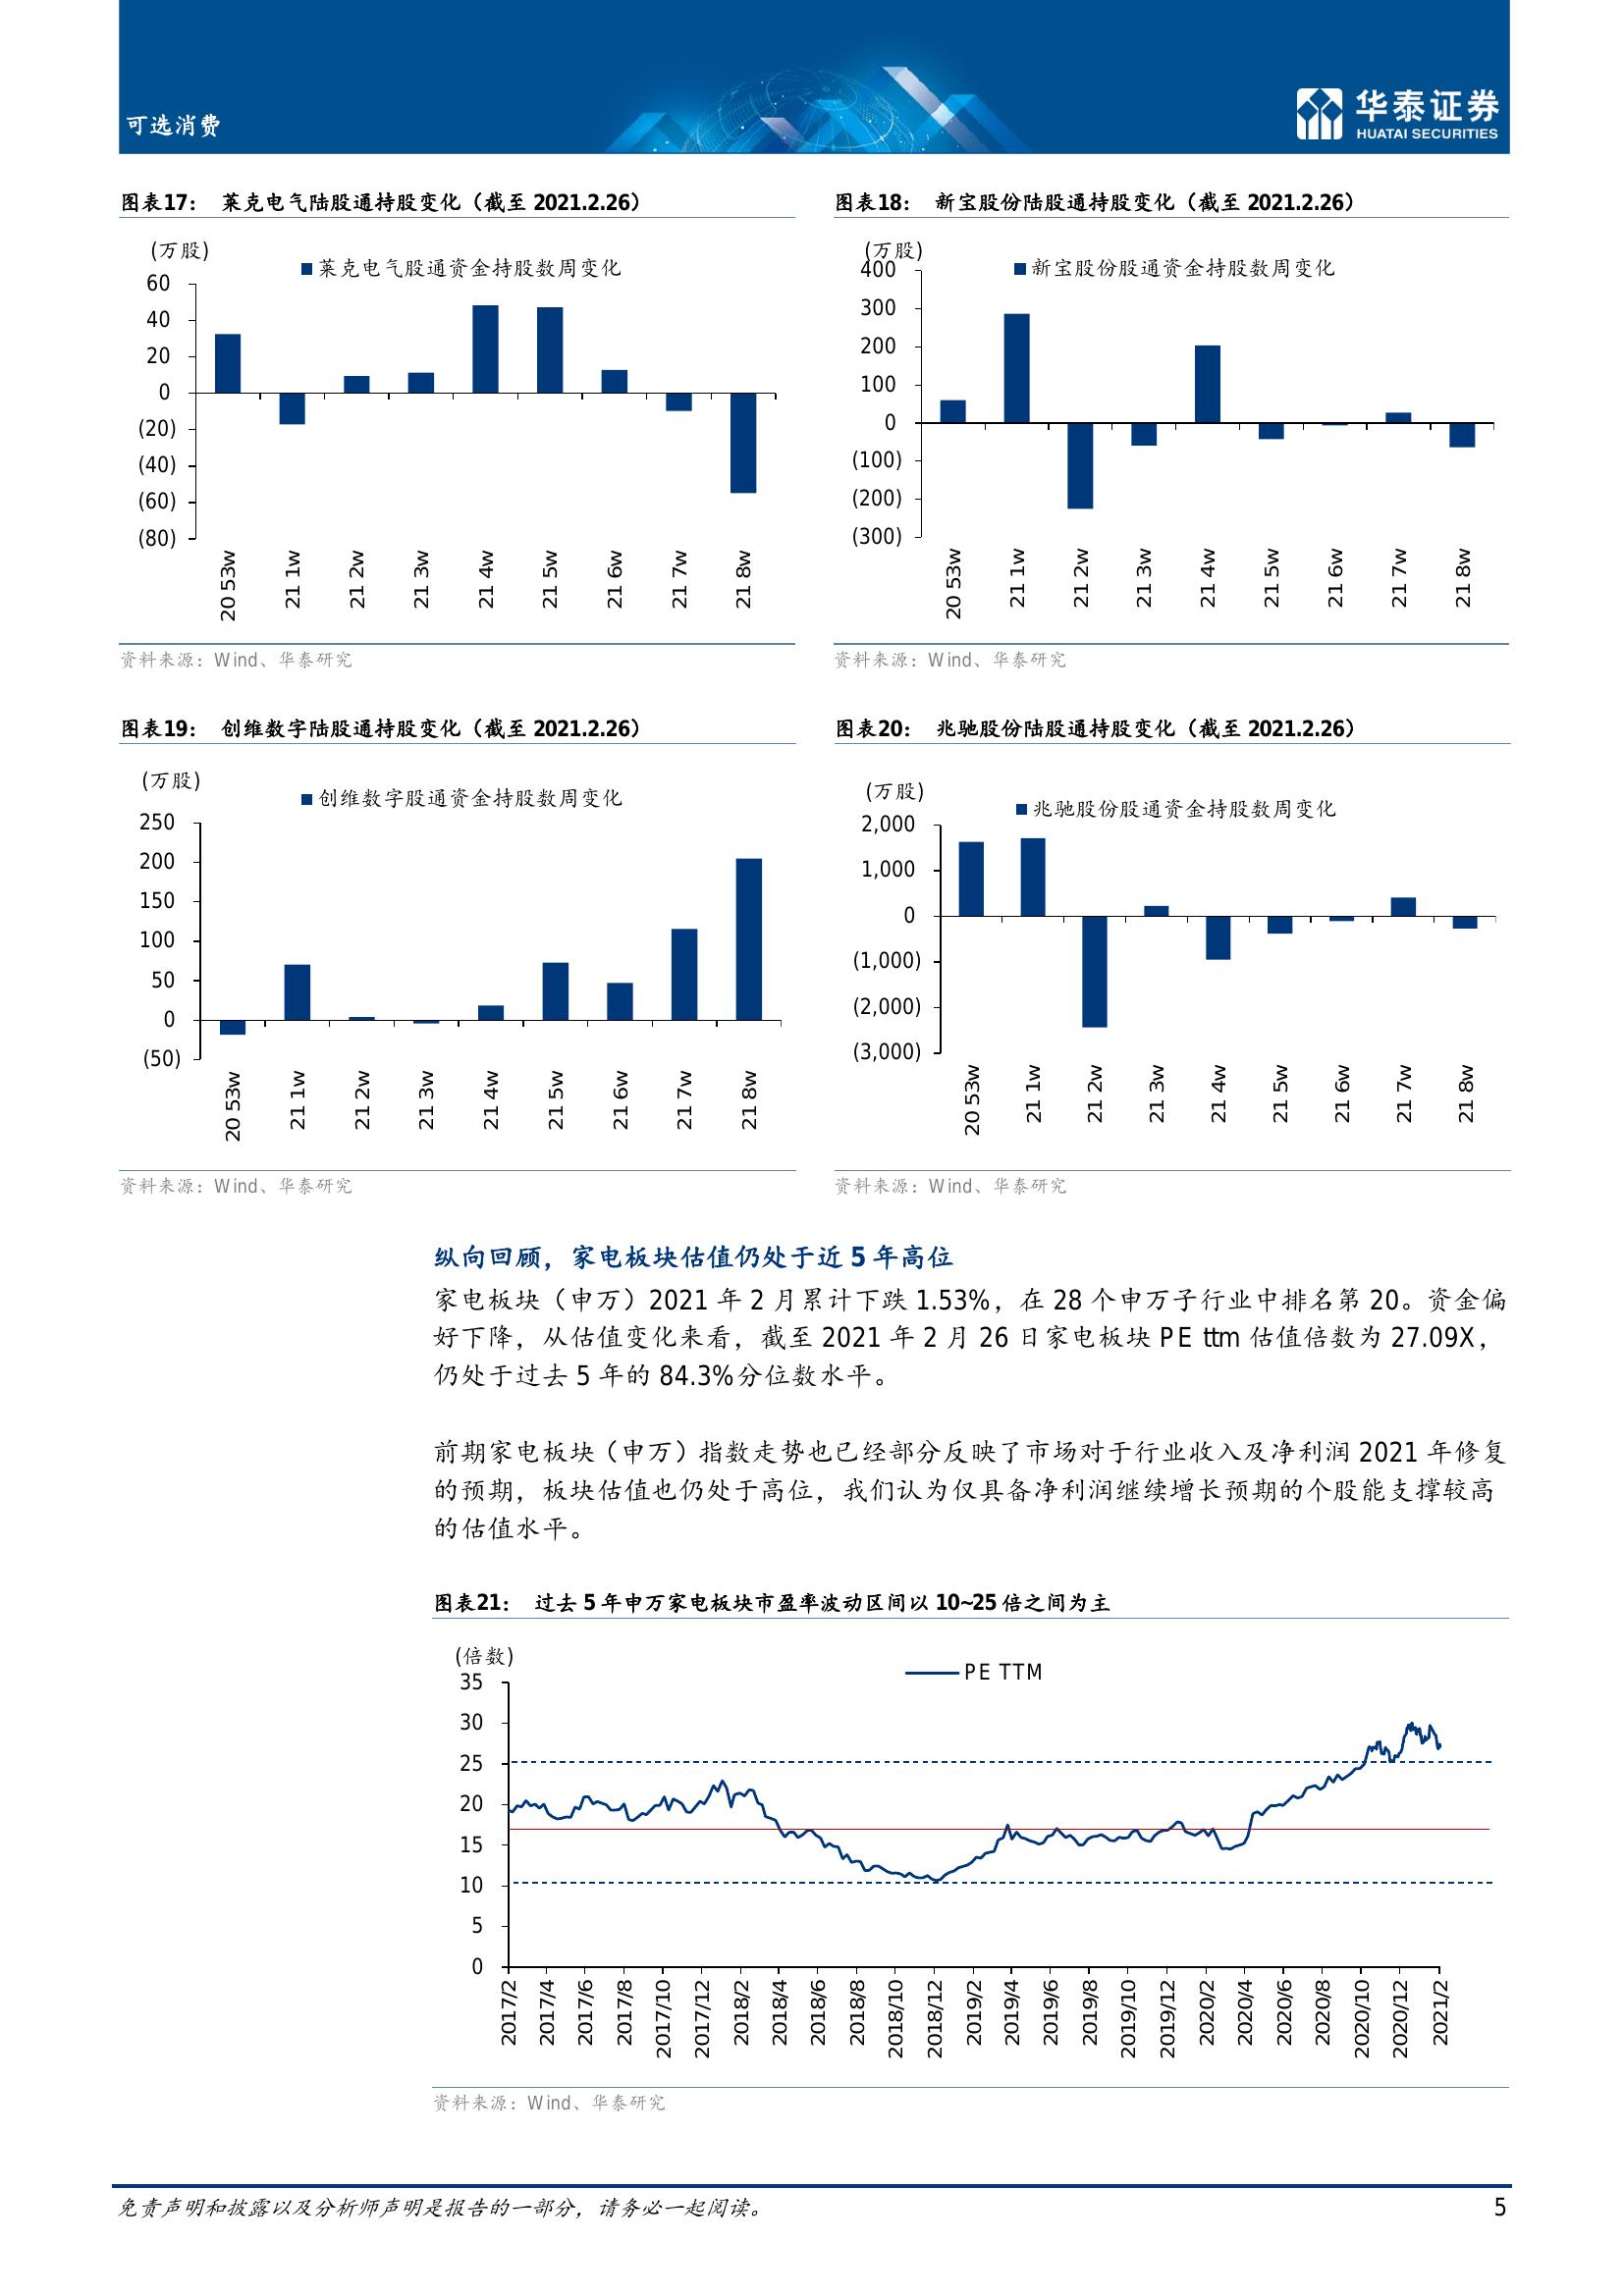 可选消费
华泰证券
HUATAI SECURITIES
图表17： 莱克电气陆股通持股变化（截至 2021.2.26）
(万股)
莱克电气股通资金持股数周变化
60
40
20
0
(20)
(40)
(60)
(80)
20 53w
21 1w
21 2w
21 3w
21 4w
21 5w
21 6w
21 7w
21 8w
资料来源：Wind、华泰研究
图表18： 新宝股份陆股通持股变化（截至 2021.2.26）
(万股)
新宝股份股通资金持股数周变化
400
300
200
100
0
(100)
(200)
(300)
20 53w
21 1w
21 2w
21 3w
21 4w
21 5w
21 6w
21 7w
21 8w
资料来源：Wind、华泰研究
图表19： 创维数字陆股通持股变化（截至 2021.2.26）
(万股)
创维数字股通资金持股数周变化
250
200
150
100
50
0
(50)
20 53w
21 1w
21 2w
21 3w
21 4w
21 5w
21 6w
21 7w
21 8w
资料来源：Wind、华泰研究
图表20： 兆驰股份陆股通持股变化（截至 2021.2.26）
(万股)
兆驰股份股通资金持股数周变化
2,000
1,000
0
(1,000)
(2,000)
(3,000)
20 53w
21 1w
21 2w
21 3w
21 4w
21 5w
21 6w
21 7w
21 8w
资料来源：Wind、华泰研究
纵向回顾，家电板块估值仍处于近 5 年高位
家电板块（申万）2021 年 2 月累计下跌 1.53%，在 28 个申万子行业中排名第 20。资金偏
好下降，从估值变化来看，截至 2021 年 2 月 26 日家电板块 PE ttm 估值倍数为 27.09X，
仍处于过去 5 年的 84.3%分位数水平。
前期家电板块（申万）指数走势也已经部分反映了市场对于行业收入及净利润 2021 年修复
的预期，板块估值也仍处于高位，我们认为仅具备净利润继续增长预期的个股能支撑较高
的估值水平。
图表21： 过去 5 年申万家电板块市盈率波动区间以 10~25 倍之间为主
(倍数)
PE TTM
35
30
25
20
15
10
5
0
2017/2
2017/4
2017/6
2017/8
2017/10
2017/12
2018/2
2018/4
2018/6
2018/8
2018/10
2018/12
2019/2
2019/4
2019/6
2019/8
2019/10
2019/12
2020/2
2020/4
2020/6
2020/8
2020/10
2020/12
2021/2
资料来源：Wind、华泰研究
免责声明和披露以及分析师声明是报告的一部分，请务必一起阅读。
5